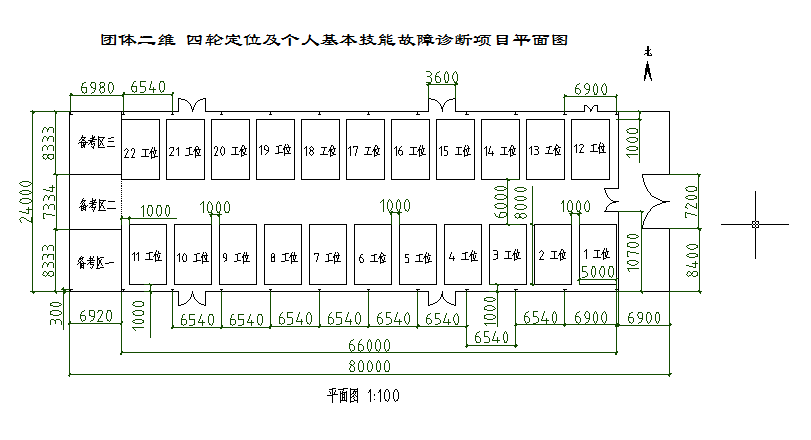 团体二维 四轮定位及个人基本技能故障诊断项目平面图
北
6980
6540
3600
6900
8333
备考区三
22 工位
21 工位
20 工位
19 工位
18 工位
17 工位
16 工位
15 工位
14 工位
13 工位
12 工位
1000
24000
7334
备考区二
1000
1000
1000
6000
8000
1000
7200
8333
备考区一
11 工位
10 工位
9 工位
8 工位
7 工位
6 工位
5 工位
4 工位
3 工位
2 工位
1 工位
5000
10700
8400
300
6920
1000
6540
6540
6540
6540
6540
6540
1000
6540
6540
6900
6900
66000
80000
平面图 1:100